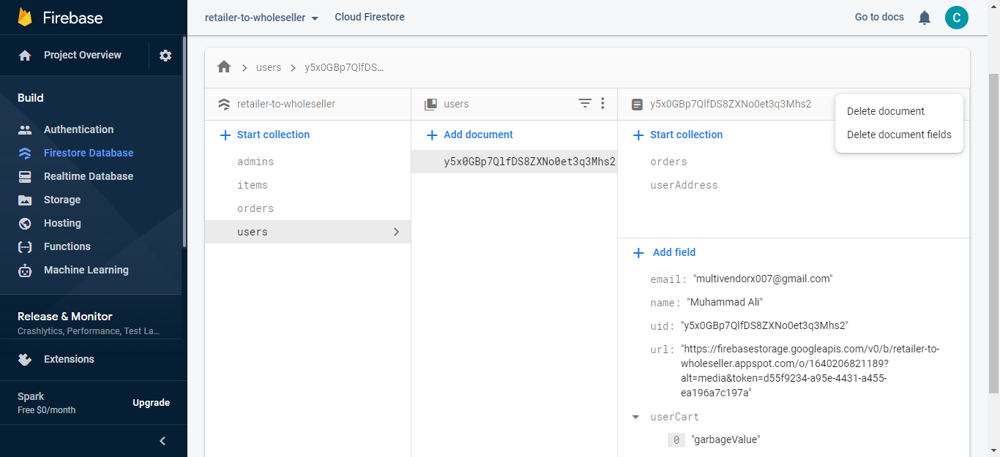 Firebase
Project Overview
Build
Authentication
Firestore Database
Realtime Database
Storage
Hosting
Functions
Machine Learning
Release & Monitor
Crashlytics, Performance, Test La...
Extensions
Spark
Free $0/month
Upgrade
retailer-to-wholeseller
Cloud Firestore
Go to docs
C
users
y5x0GBp7QlfDS...
retailer-to-wholeseller
Start collection
admins
items
orders
users
users
Add document
y5x0GBp7QlfDS8ZXNo0et3q3Mhs2
y5x0GBp7QlfDS8ZXNo0et3q3Mhs2
Start collection
orders
userAddress
Delete document
Delete document fields
Add field
email: "multivendorx007@gmail.com"
name: "Muhammad Ali"
uid: "y5x0GBp7QlfDS8ZXNo0et3q3Mhs2"
url: "https://firebasestorage.googleapis.com/v0/b/retailer-to-
wholeseller.appspot.com/o/1640206821189?
alt=media&token=d55f9234-a95e-4431-a455-
ea196a7c197a"
userCart
0 "garbageValue"